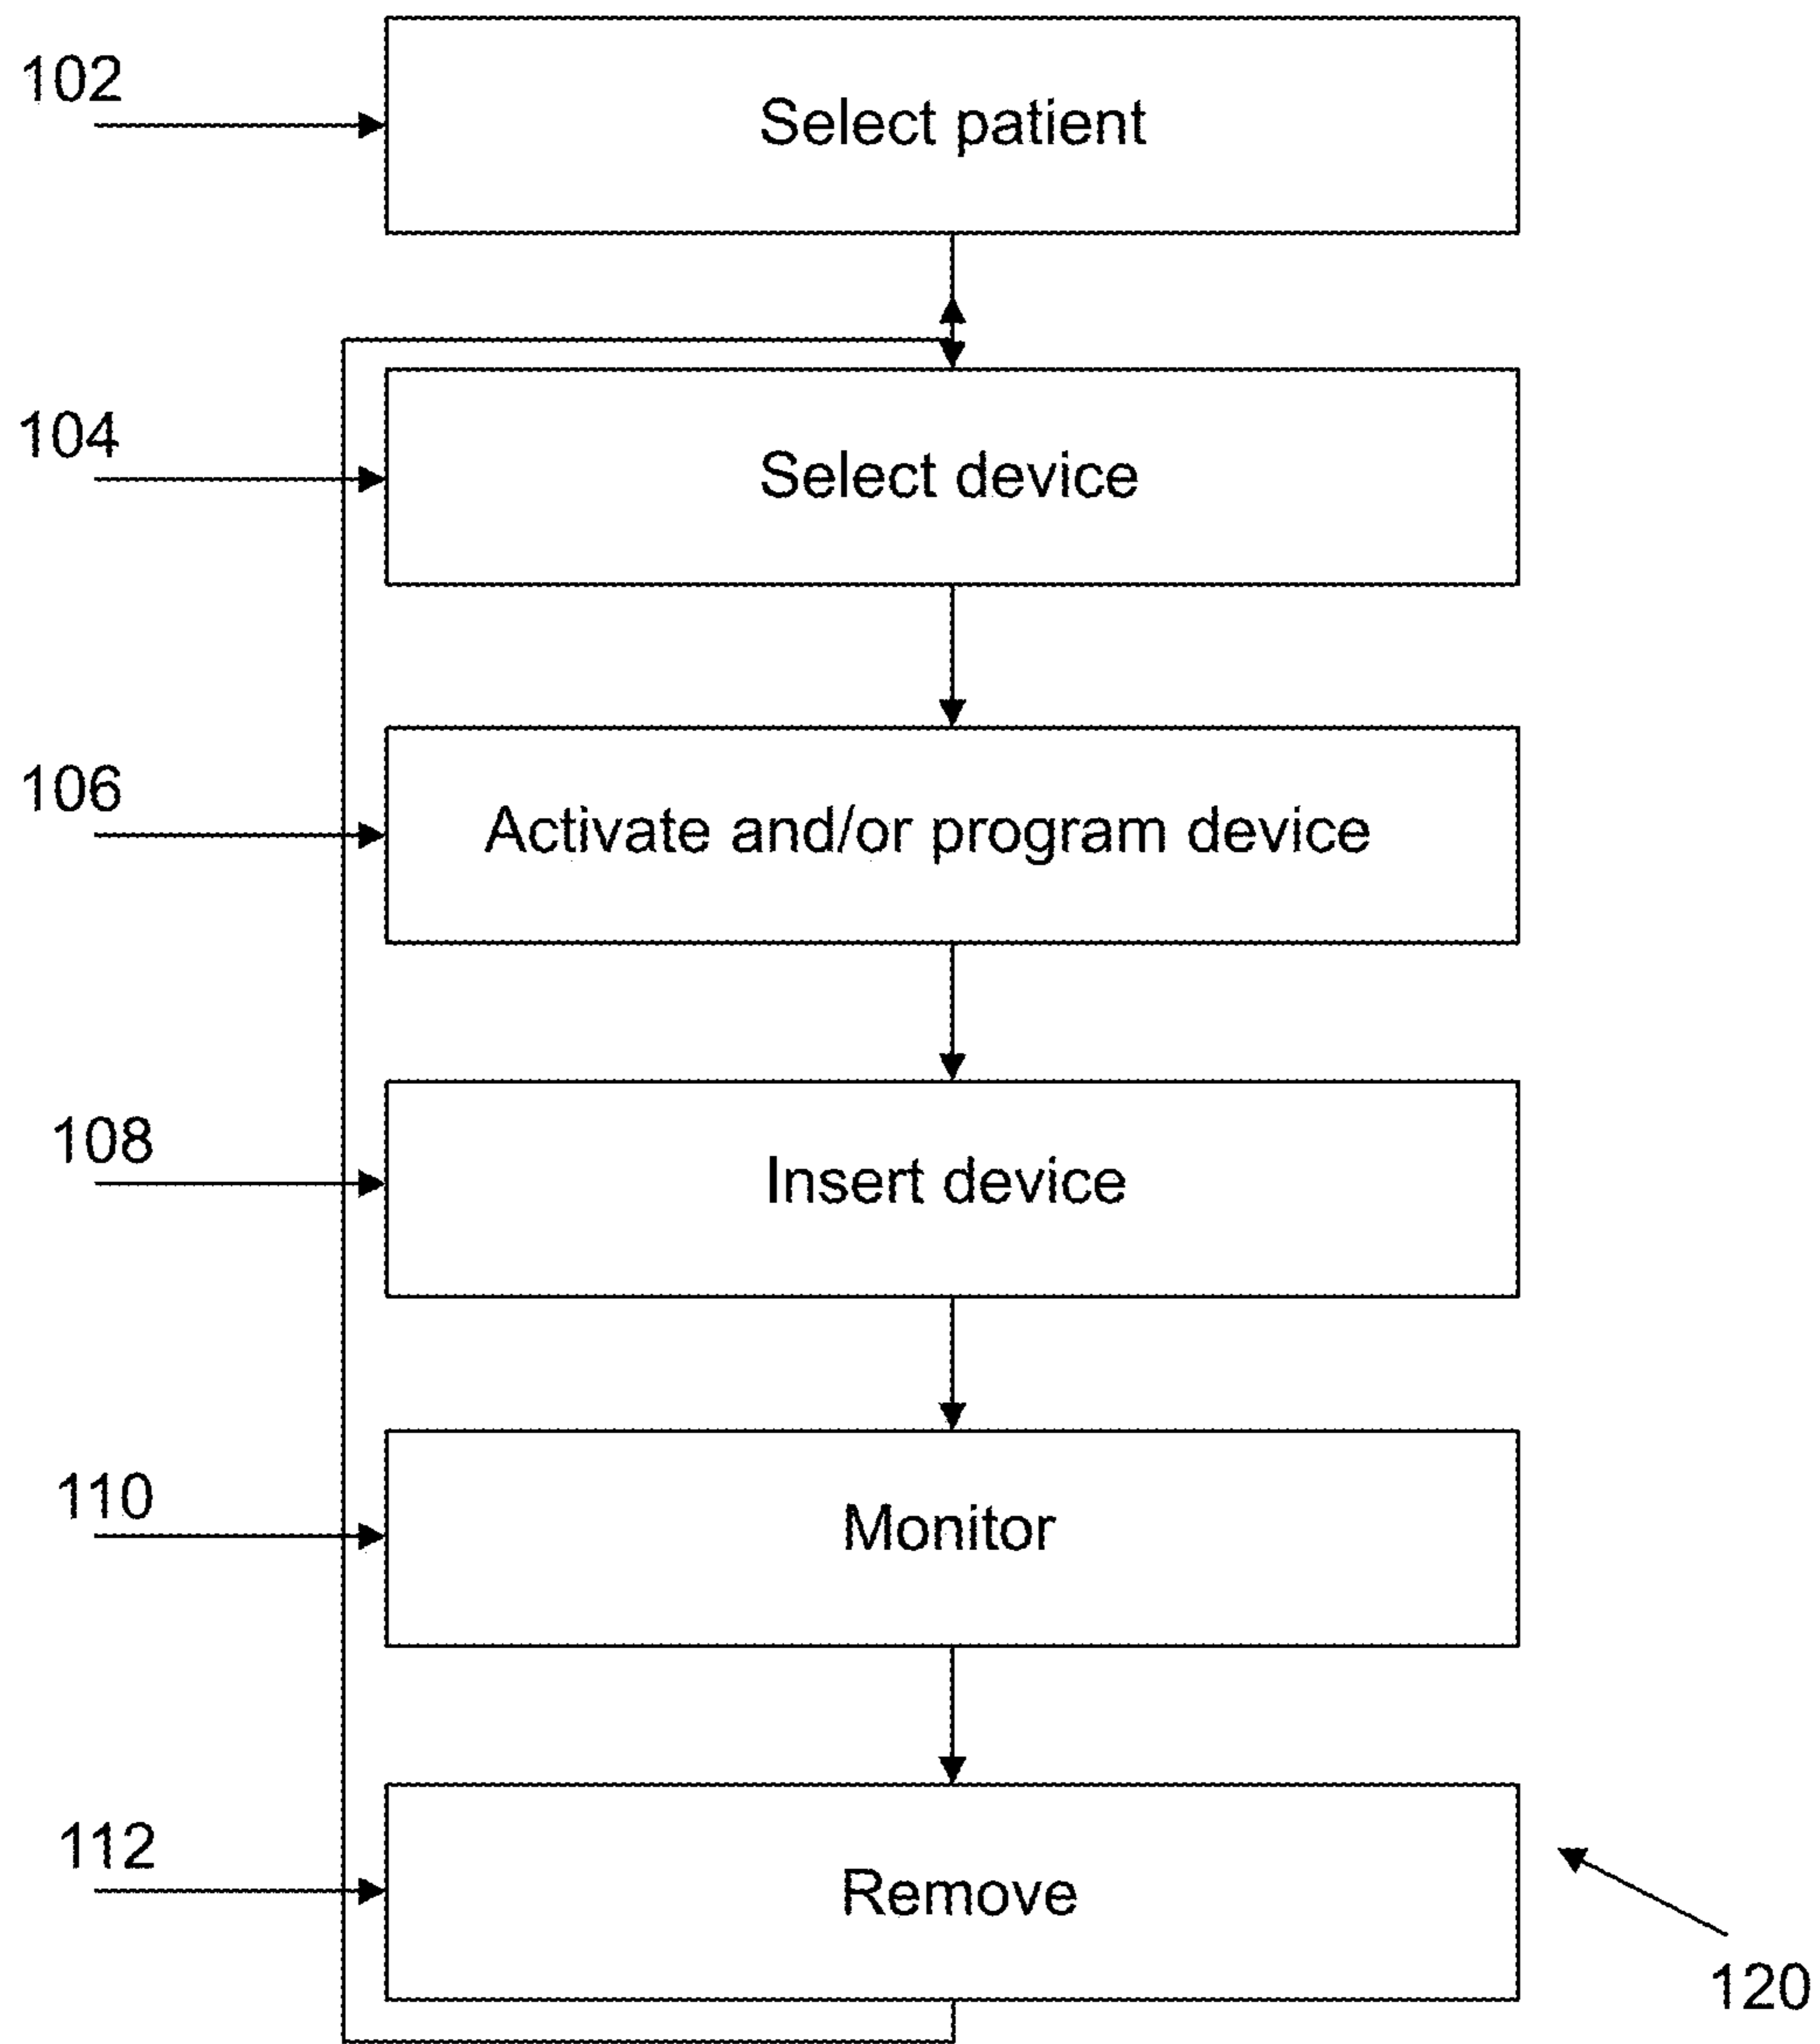 102
Select patient
104
Select device
106
Activate and/or program device
108
Insert device
110
Monitor
112
Remove
120